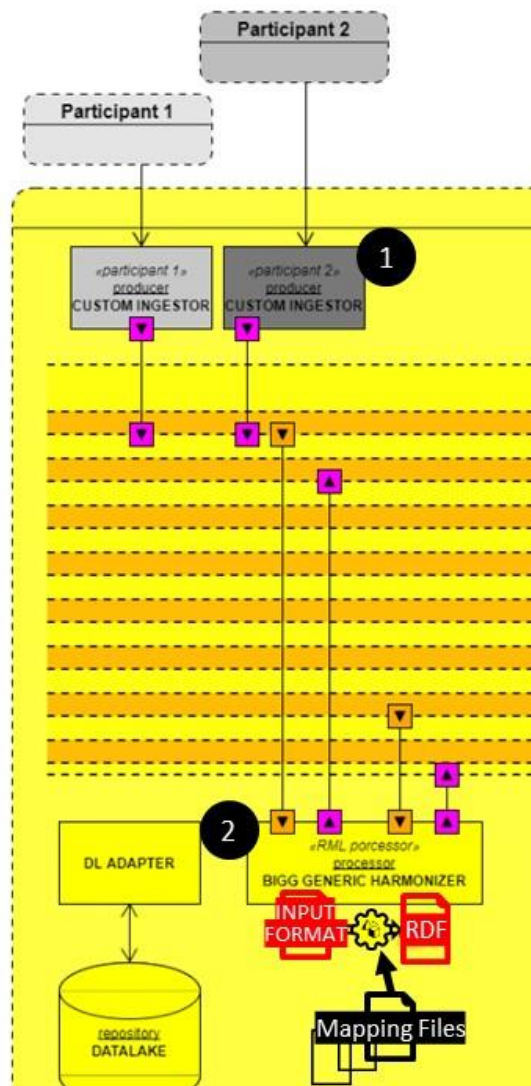 Participant 2
Participant 1
«participant 1»
producer
CUSTOM INGESTOR
«participant 2»
producer
CUSTOM INGESTOR
1
2
DL ADAPTER
«RML porcessor»
processor
BIGG GENERIC HARMONIZER
INPUT
FORMAT
RDF
Mapping Files
repository
DATALAKE